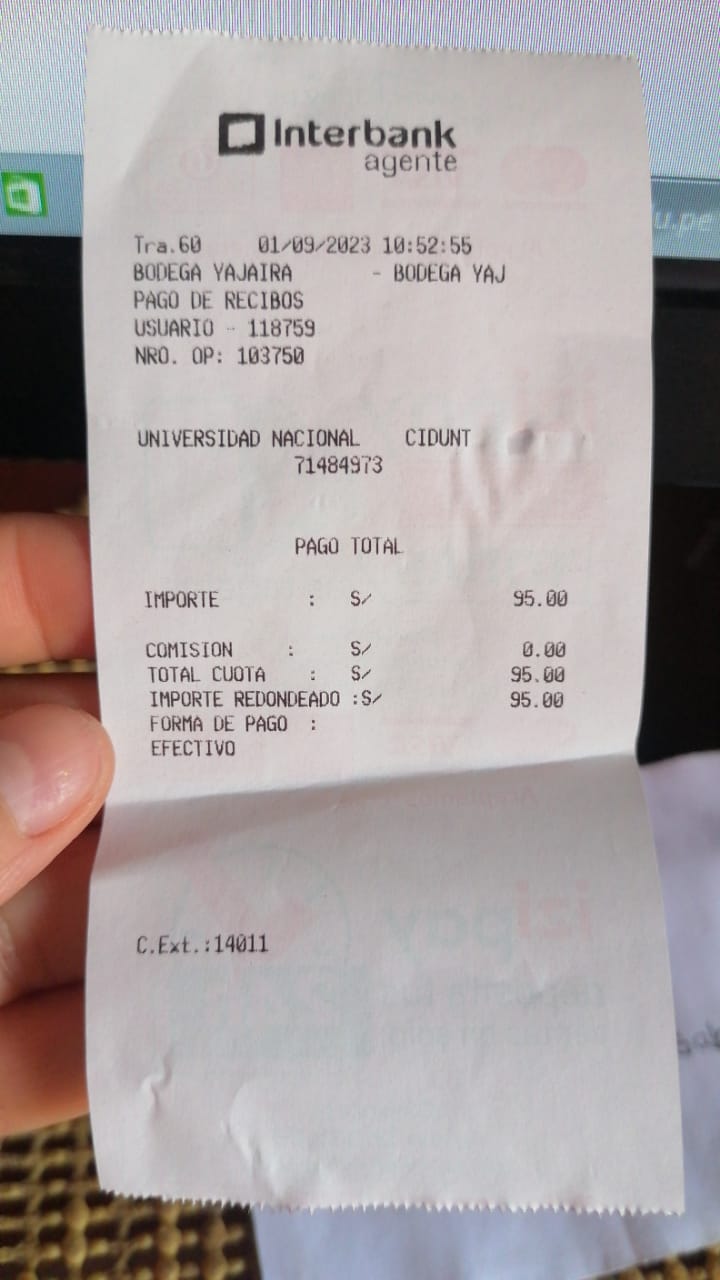 Interbank
agente
Tra.60 01/09/2023 10:52:55
BODEGA YAJAIRA - BODEGA YAJ
PAGO DE RECIBOS
USUARIO - 118759
NRO. OP: 103750
UNIVERSIDAD NACIONAL CIDUNT
71484973
PAGO TOTAL
IMPORTE : S/ 95.00
COMISION : S/ 0.00
TOTAL CUOTA : S/ 95.00
IMPORTE REDONDEADO :S/ 95.00
FORMA DE PAGO :
EFECTIVO
C.Ext.:14011
izipay
u.pe